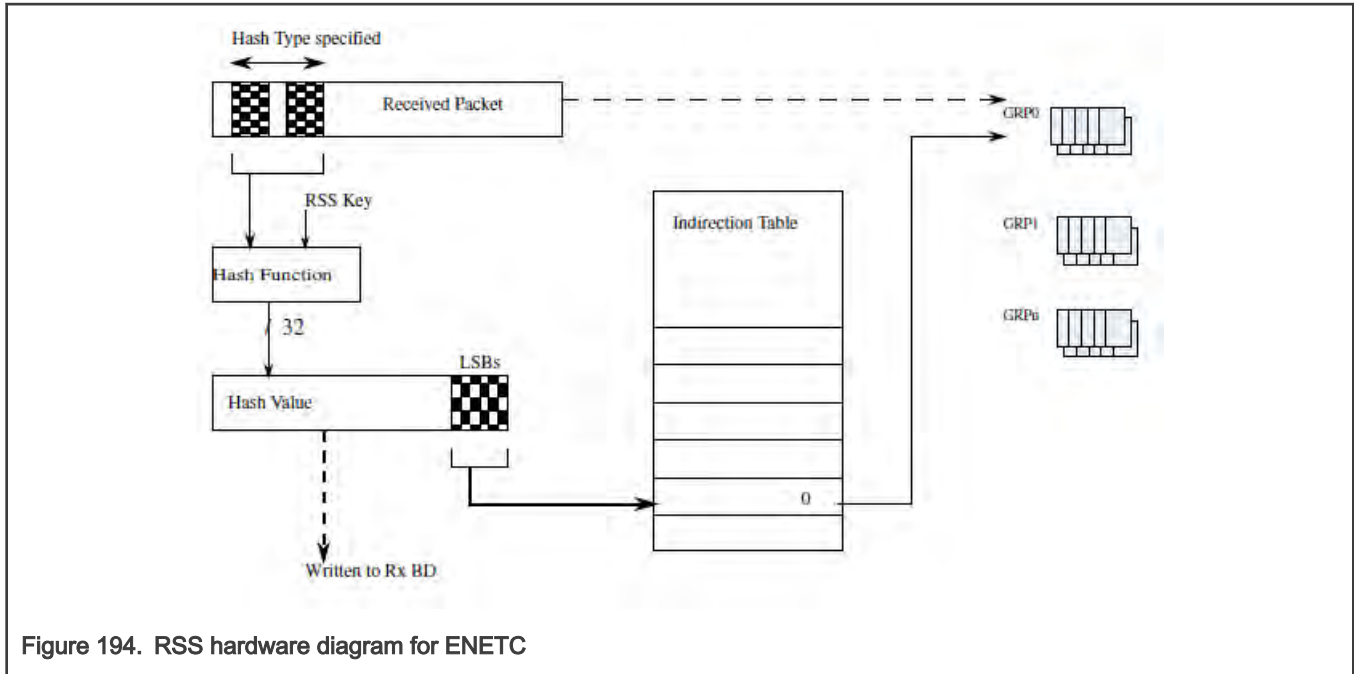 Hash Type specified
Received Packet
GRP0
RSS Key
Indirection Table
GRP1
Hash Function
GRPn
32
LSBs
Hash Value
0
Written to Rx BD
Figure 194. RSS hardware diagram for ENETC